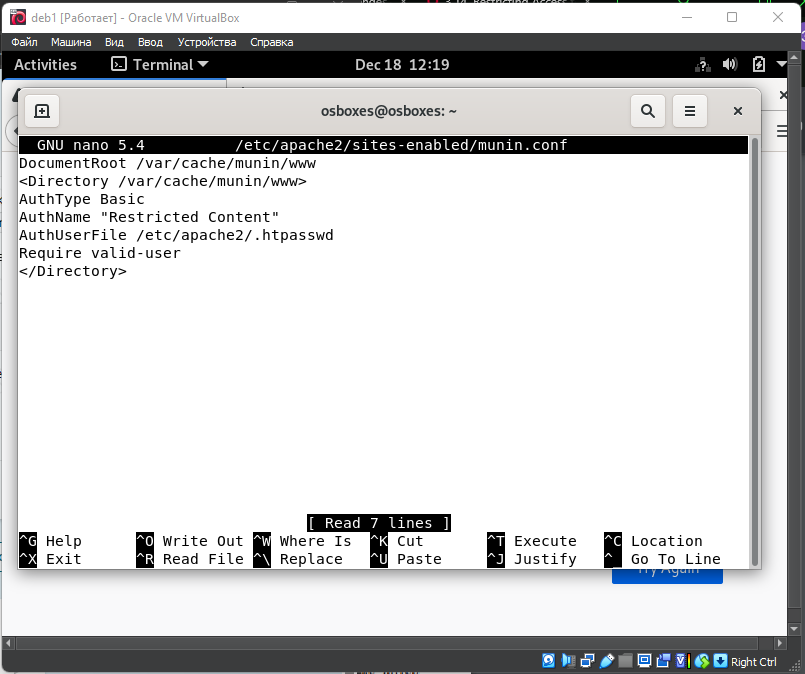 deb1 [Работает] - Oracle VM VirtualBox
Файл Машина Вид Ввод Устройства Справка
Activities Terminal Dec 18 12:19
osboxes@osboxes: ~
GNU nano 5.4 /etc/apache2/sites-enabled/munin.conf
DocumentRoot /var/cache/munin/www
<Directory /var/cache/munin/www>
AuthType Basic
AuthName "Restricted Content"
AuthUserFile /etc/apache2/.htpasswd
Require valid-user
</Directory>
[ Read 7 lines ]
^G Help ^O Write Out ^W Where Is ^K Cut ^T Execute ^C Location
^X Exit ^R Read File ^\ Replace ^U Paste ^J Justify ^_ Go To Line
Try Again
Right Ctrl